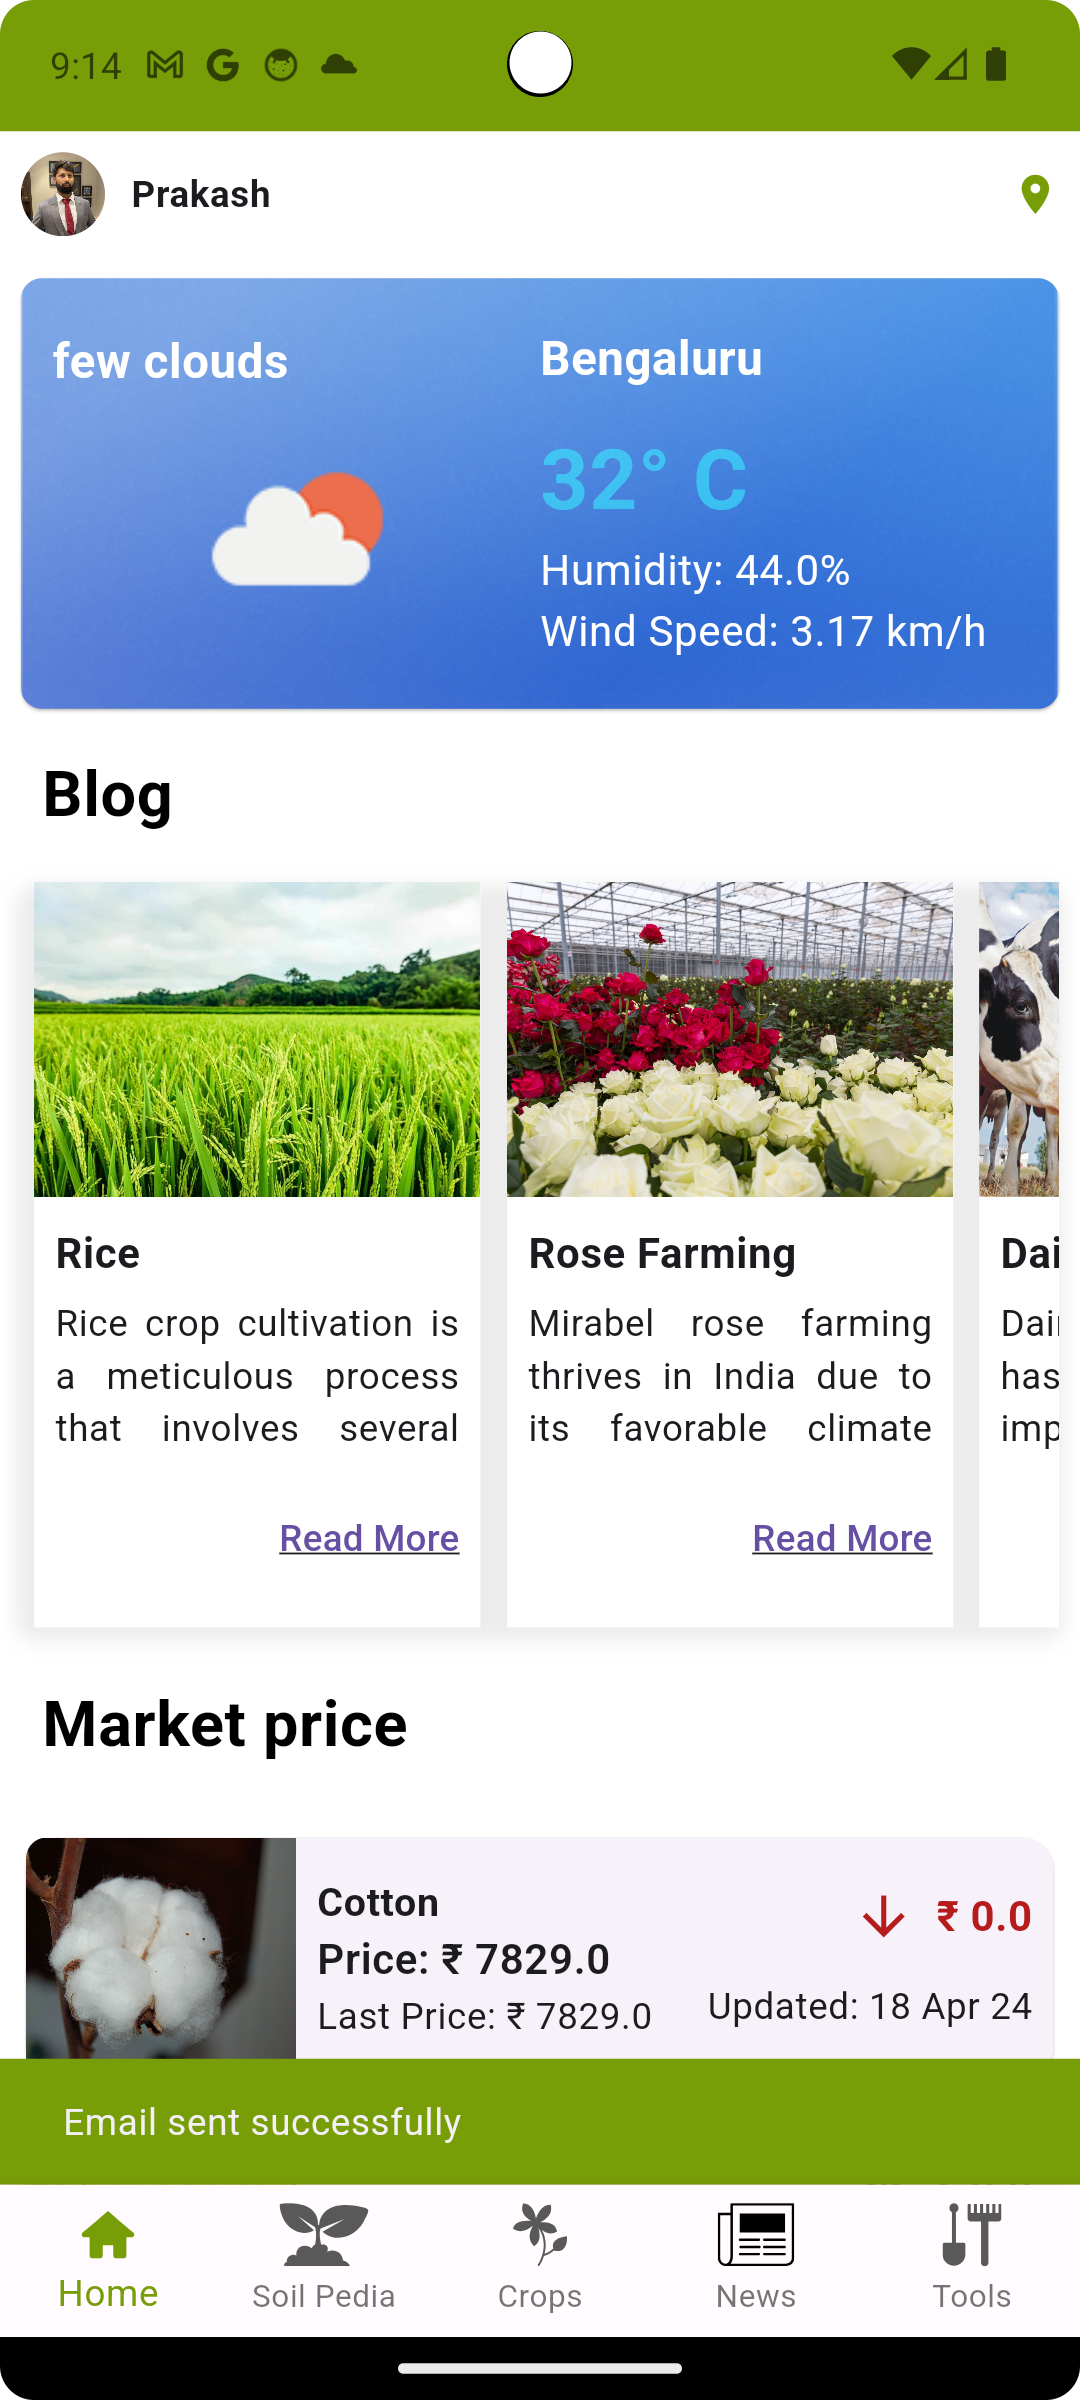 9:14
Prakash
few clouds
Bengaluru
32° C
Humidity: 44.0%
Wind Speed: 3.17 km/h
Blog
Rice
Rice crop cultivation is
a meticulous process
that involves several
Read More
Rose Farming
Mirabel rose farming
thrives in India due to
its favorable climate
Read More
Dai
Dai
has
imp
Market price
Cotton
Price: ₹ 7829.0
Last Price: ₹ 7829.0
₹ 0.0
Updated: 18 Apr 24
Email sent successfully
Home
Soil Pedia
Crops
News
Tools